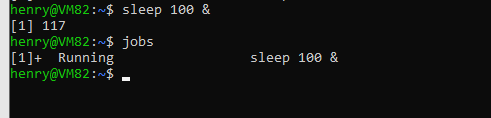 henry@VM82:~$ sleep 100 &
[1] 117
henry@VM82:~$ jobs
[1]+  Running                 sleep 100 &
henry@VM82:~$